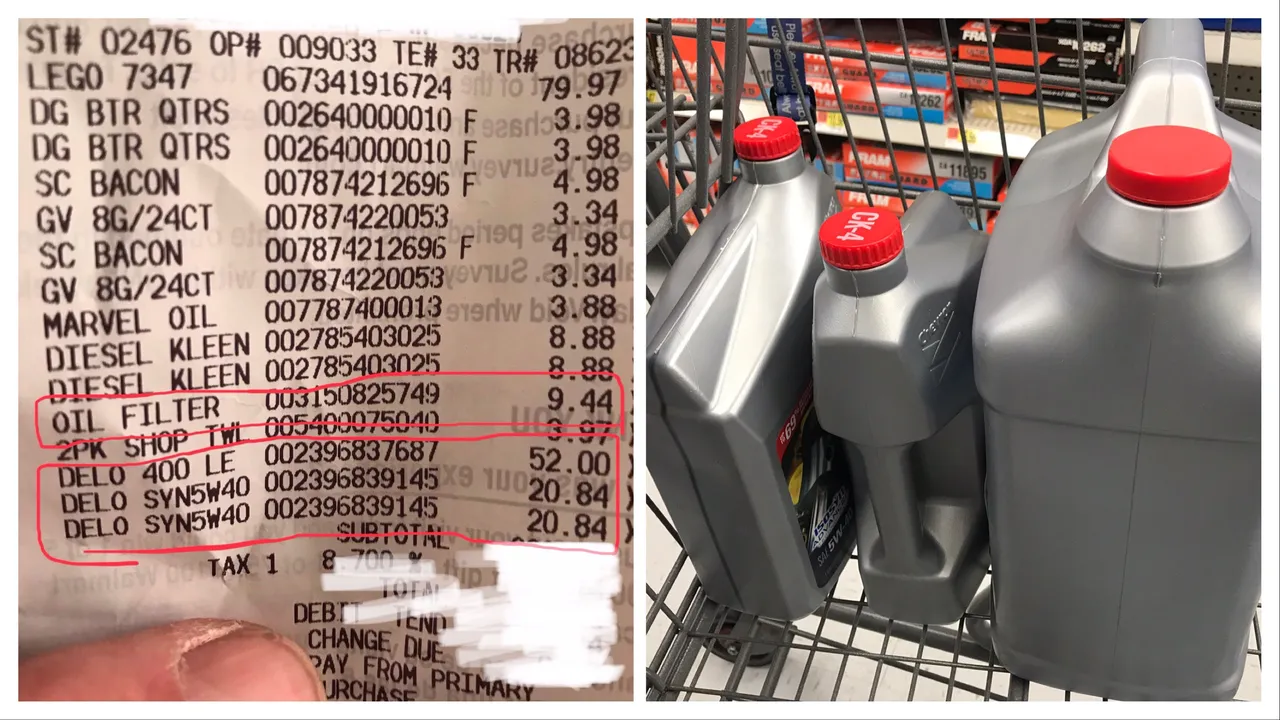 ST# 02476 OP# 009033 TE# 33 TR# 08623
LEGO 7347 067341916724 79.97
DG BTR QTRS 002640000010 F 3.98
DG BTR QTRS 002640000010 F 3.98
SC BACON 007874212696 F 4.98
GV 8G/24CT 007874220053 3.34
SC BACON 007874212696 F 4.98
GV 8G/24CT 007874220053 3.34
MARVEL OIL 007787400013 3.88
DIESEL KLEEN 002785403025 8.88
DIESEL KLEEN 002785403025 8.88
OIL FILTER 003150825749 9.44
2PK SHOP TWL 005400075040
DELO 400 LE 002396837687 52.00
DELO SYN5W40 002396839145 20.84
DELO SYN5W40 002396839145 20.84
SUBTOTAL
TAX 1 8.700 %
TOTAL
DEBIT TEND
CHANGE DUE
PAY FROM PRIMARY
PURCHASE
CK-4
CK-4
Chevron
FRAM
FRAM
11895